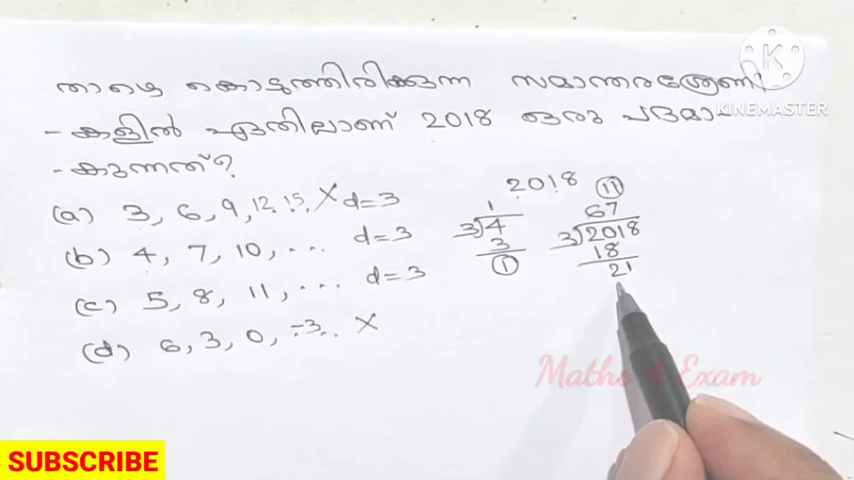 താഴെ കൊടുത്തിരിക്കുന്ന സമാന്തരശ്രേണി
-കളിൽ ഏതിലാണ് 2018 ഒരു പദമാ
-കുന്നത്?
KINEMASTER
(a) 3, 6, 9, 12, 15, X d=3
(b) 4, 7, 10, ... d=3
(c) 5, 8, 11, ... d=3
(d) 6, 3, 0, -3... X
2018 11
1
3)4
3
1
67
3)2018
18
21
Maths 4 Exam
SUBSCRIBE